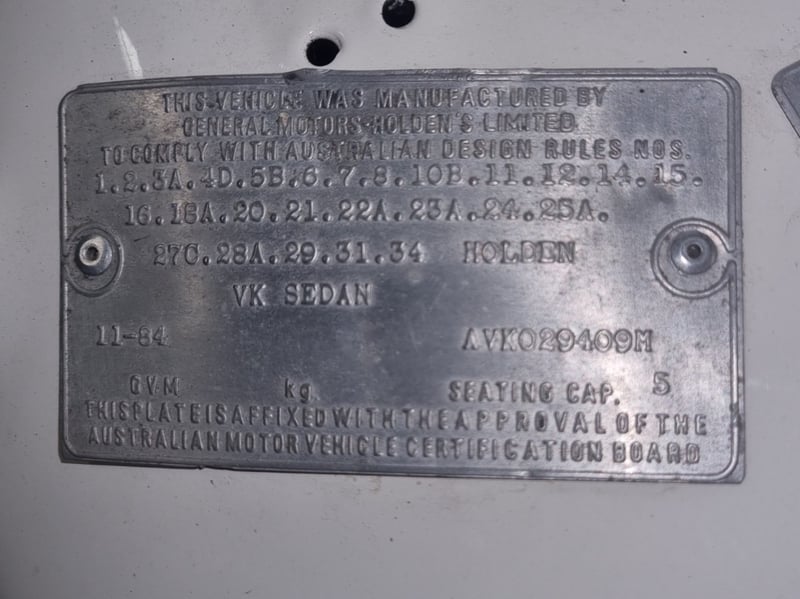 THIS VEHICLE WAS MANUFACTURED BY
GENERAL MOTORS-HOLDEN'S LIMITED
TO COMPLY WITH AUSTRALIAN DESIGN RULES NOS.
1.2.3A.4D.5B.6.7.8.10B.11.12.14.15.
16.18A.20.21.22A.23A.24.25A.
27C.28A.29.31.34 HOLDEN
VK SEDAN
11-84 AVK029409M
GVM kg SEATING CAP. 5
THIS PLATE IS AFFIXED WITH THE APPROVAL OF THE
AUSTRALIAN MOTOR VEHICLE CERTIFICATION BOARD